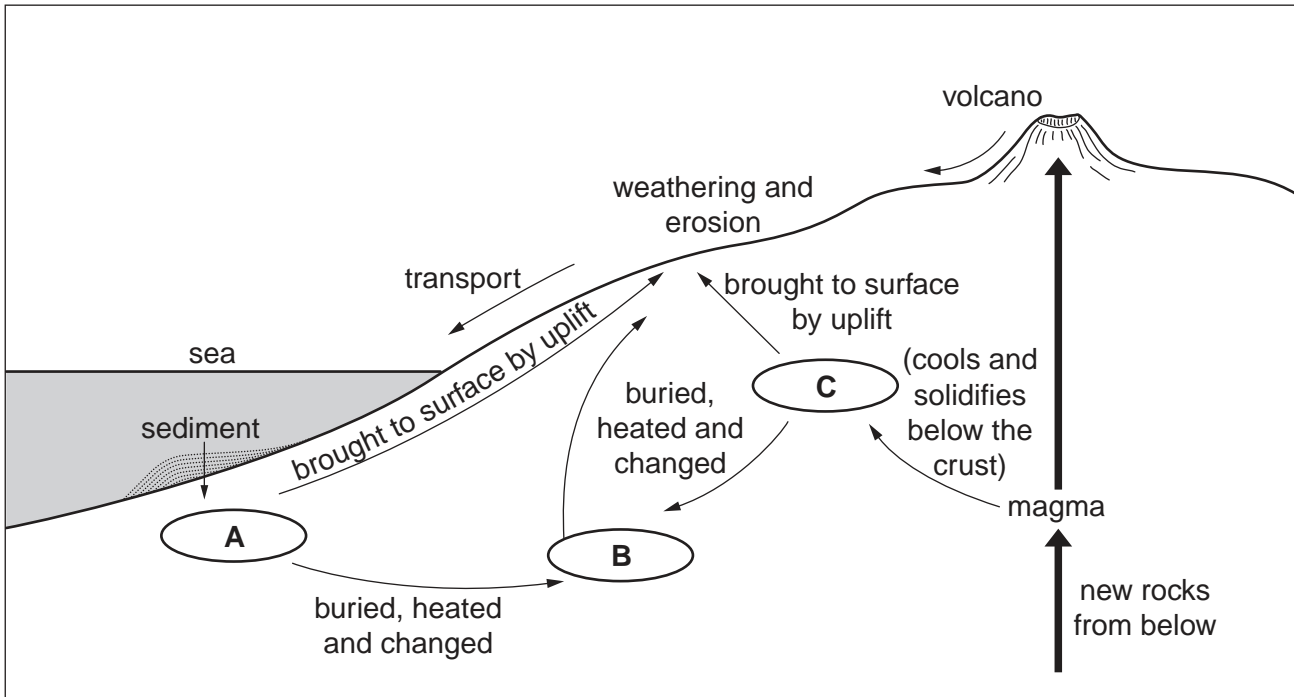 volcano
weathering and
erosion
transport
brought to surface
by uplift
brought to surface by uplift
sea
(cools and
solidifies
below the
crust)
C
buried,
heated and
changed
sediment
magma
A
B
buried, heated
and changed
new rocks
from below